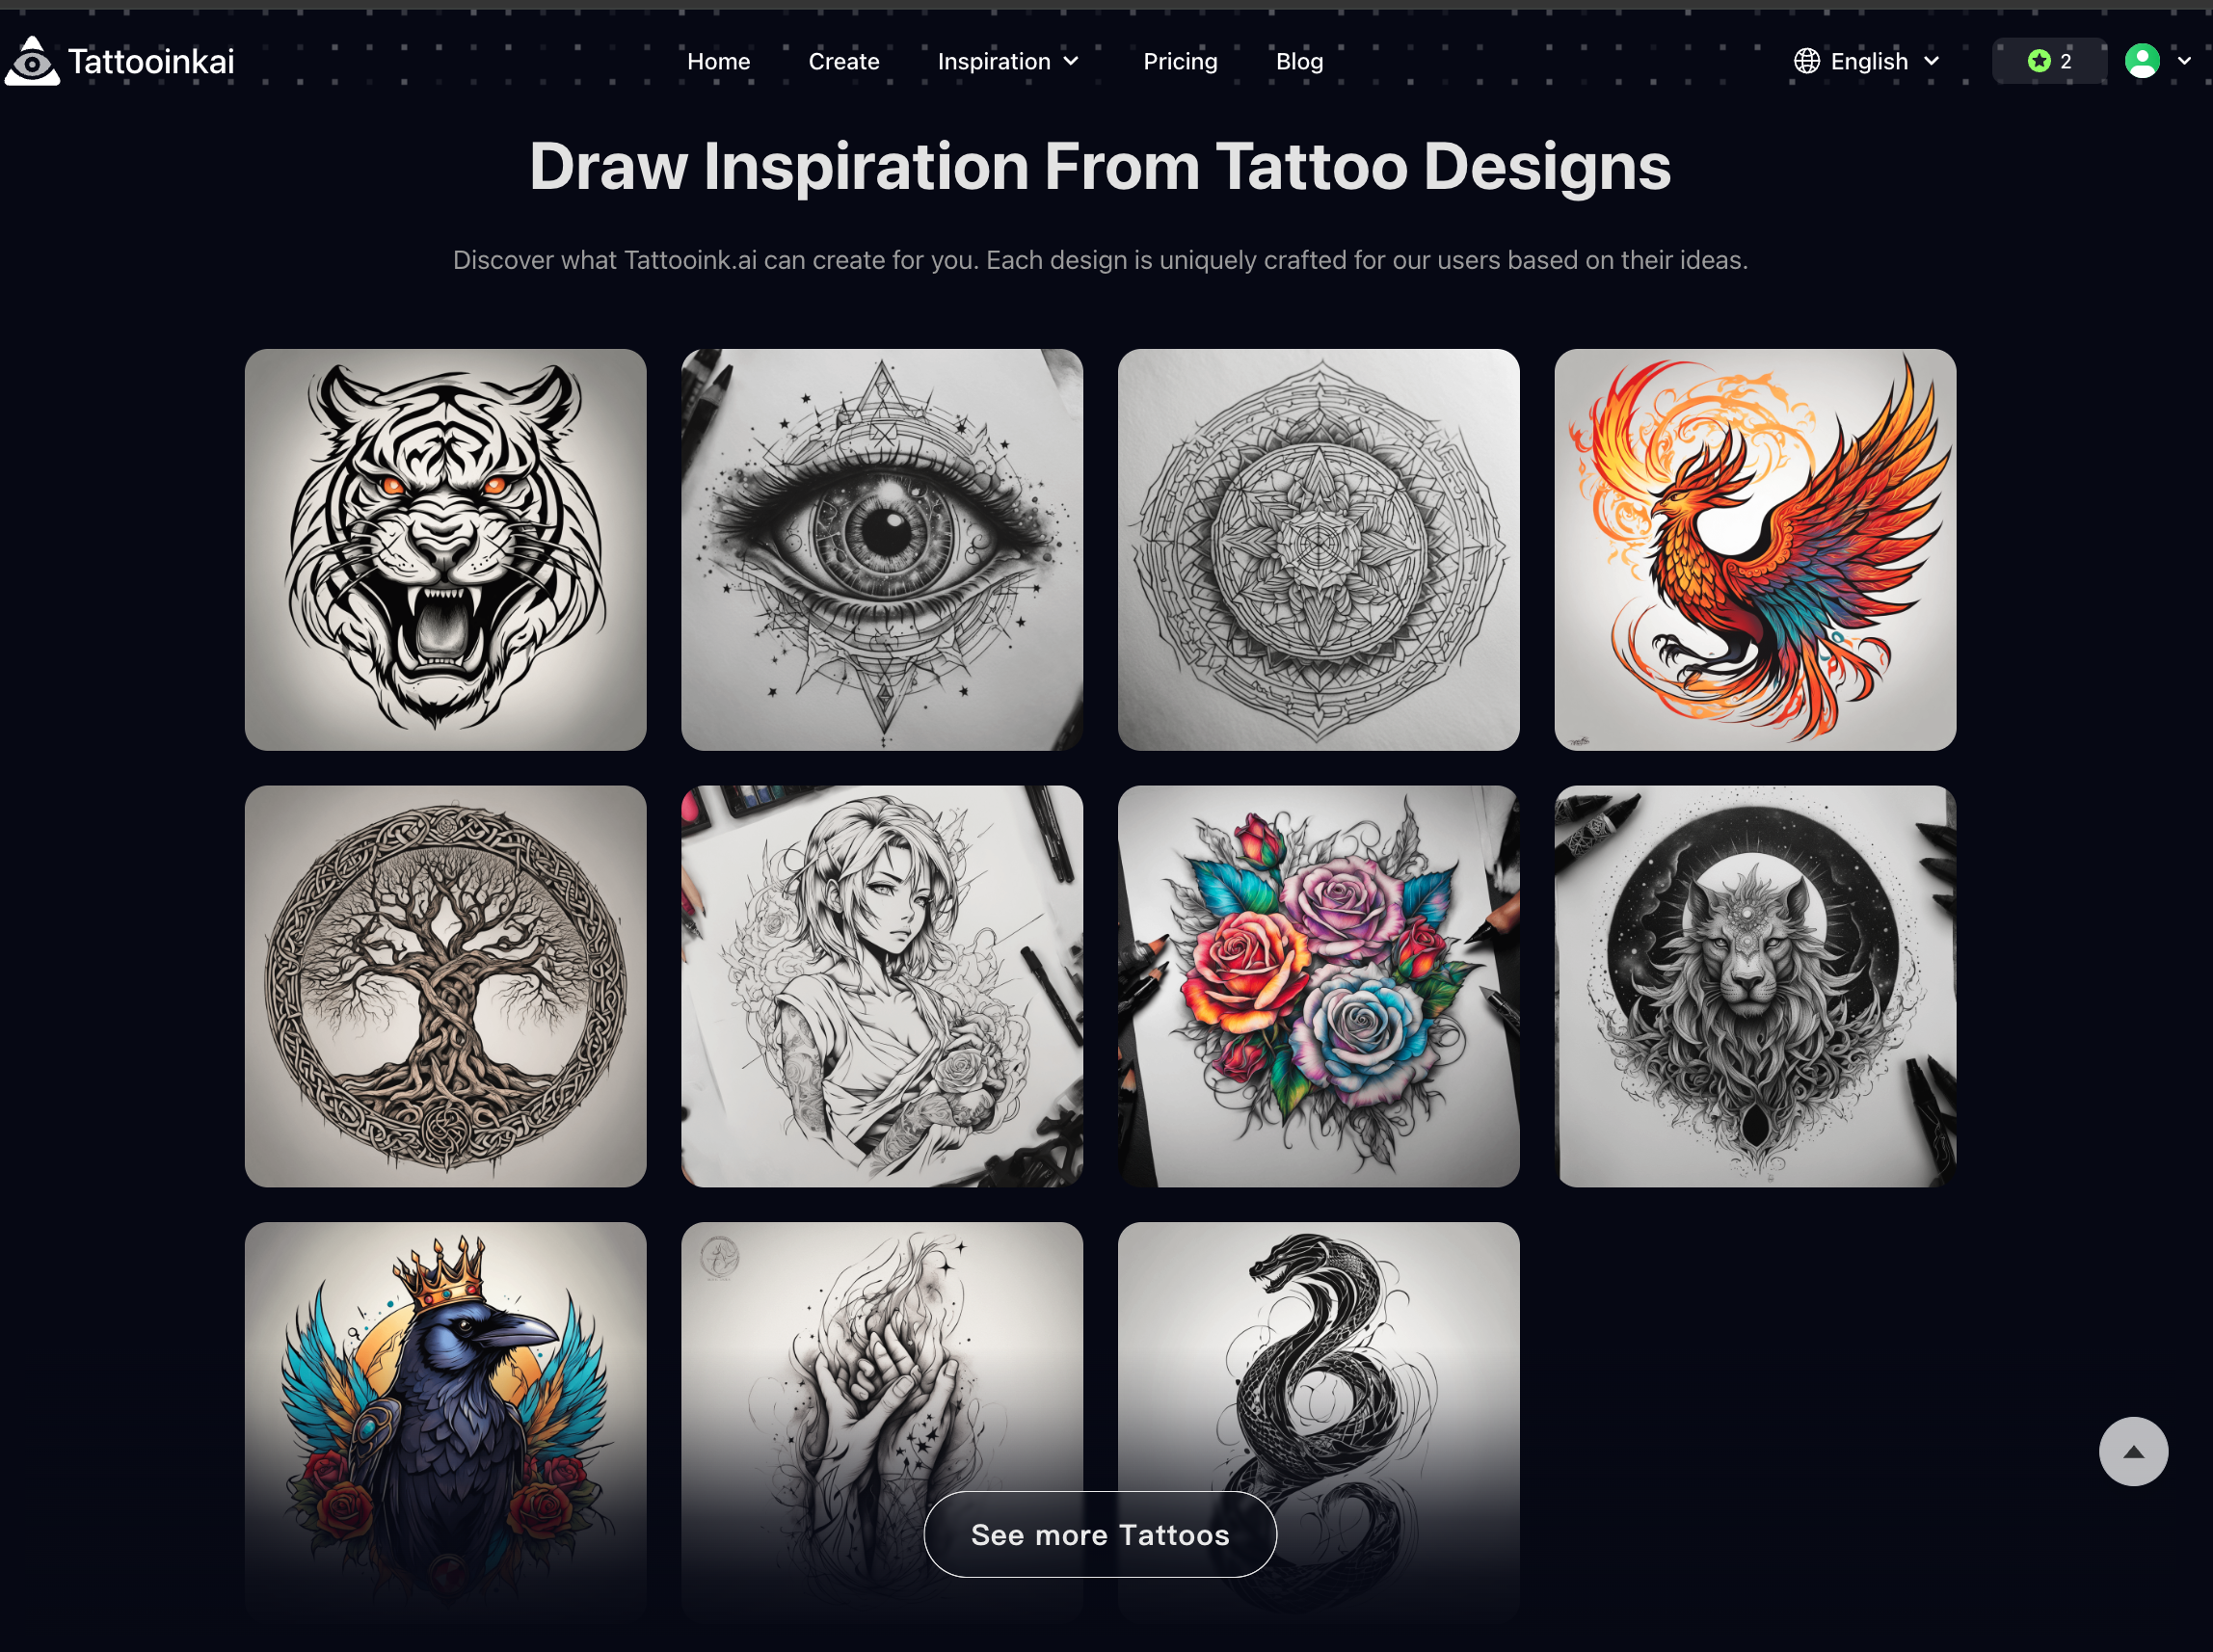 Tattooinkai
Home Create Inspiration Pricing Blog
English
2
Draw Inspiration From Tattoo Designs
Discover what Tattooink.ai can create for you. Each design is uniquely crafted for our users based on their ideas.
See more Tattoos